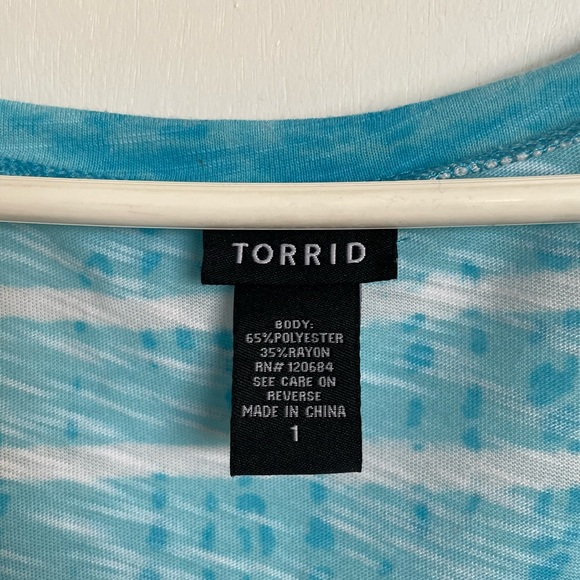 TORRID
BODY:
65%POLYESTER
35%RAYON
RN# 120684
SEE CARE ON
REVERSE
MADE IN CHINA
1